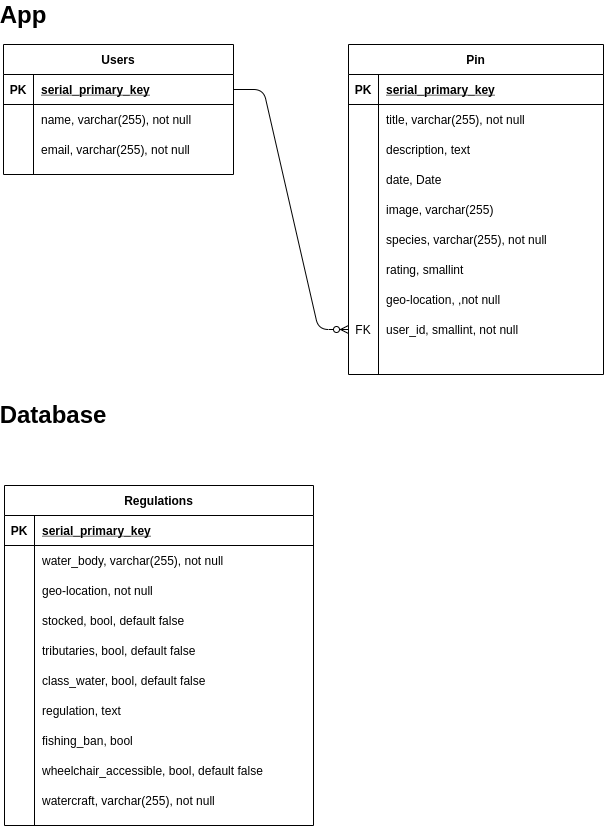 App
Users
PK serial_primary_key
name, varchar(255), not null
email, varchar(255), not null
Pin
PK serial_primary_key
title, varchar(255), not null
description, text
date, Date
image, varchar(255)
species, varchar(255), not null
rating, smallint
geo-location, ,not null
FK user_id, smallint, not null
Database
Regulations
PK serial_primary_key
water_body, varchar(255), not null
geo-location, not null
stocked, bool, default false
tributaries, bool, default false
class_water, bool, default false
regulation, text
fishing_ban, bool
wheelchair_accessible, bool, default false
watercraft, varchar(255), not null